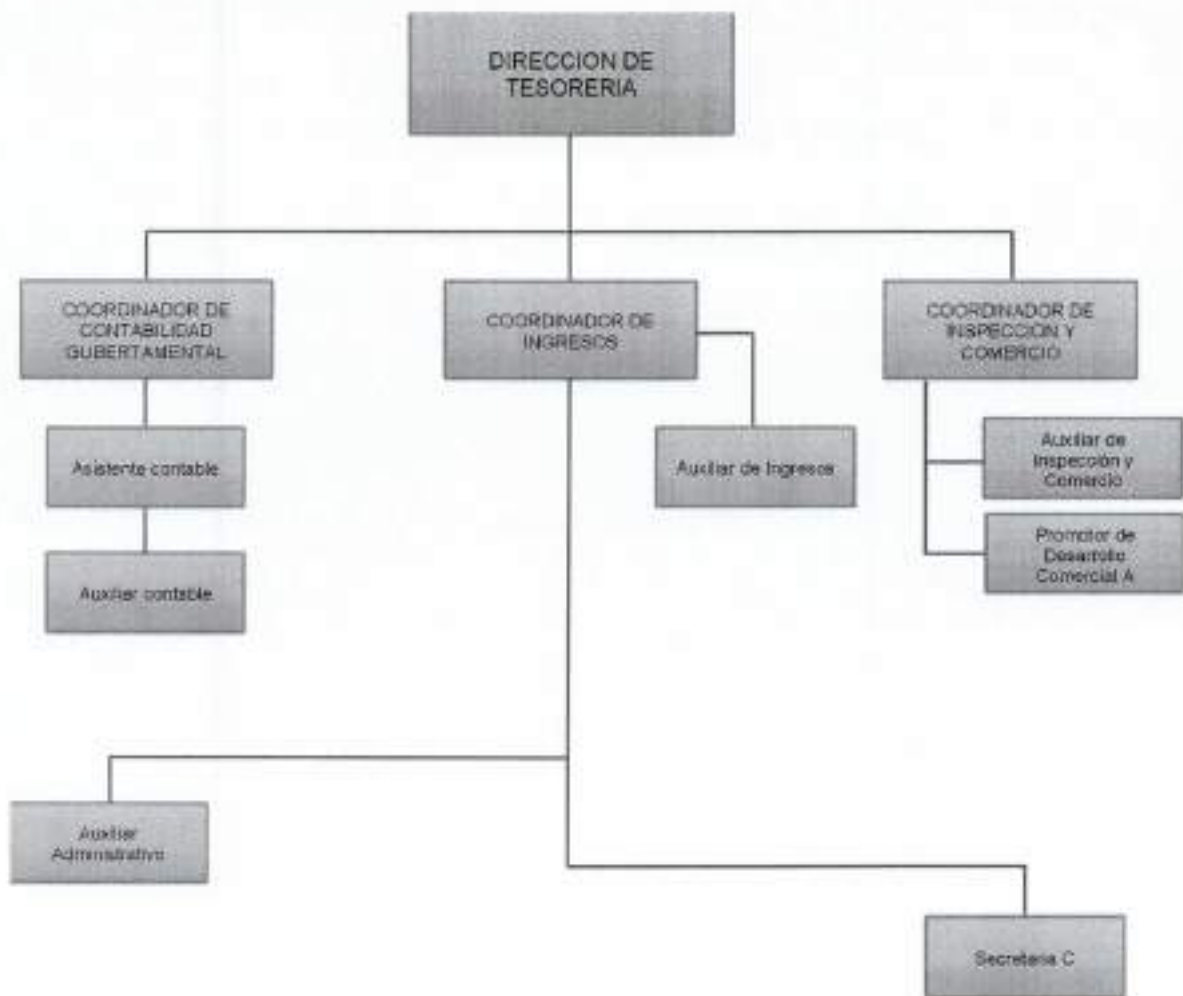 DIRECCION DE
TESORERIA
COORDINADOR DE
CONTABILIDAD
GUBERTAMENTAL
COORDINADOR DE
INGRESOS
COORDINADOR DE
INSPECCIÓN Y
COMERCIO
Asistente contable
Auxiliar de Ingresos
Auxiliar de
Inspección y
Comercio
Auxiliar contable
Promotor de
Desarrollo
Comercial A
Auxiliar
Administrativo
Secretaria C